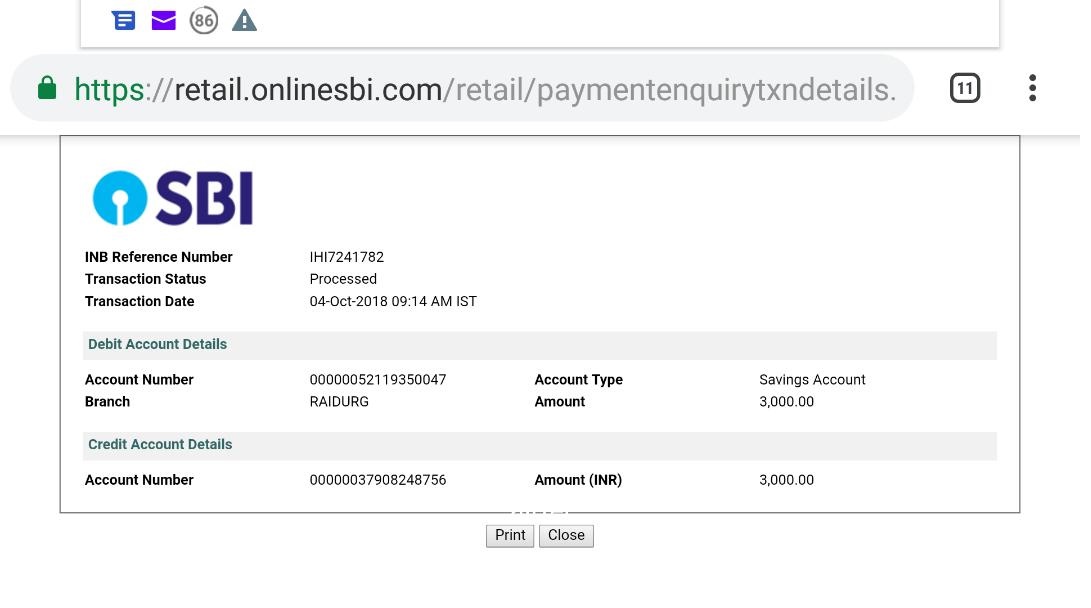 86
https://retail.onlinesbi.com/retail/paymentenquirytxndetails.
11
SBI
INB Reference Number IHI7241782
Transaction Status Processed
Transaction Date 04-Oct-2018 09:14 AM IST
Debit Account Details
Account Number 00000052119350047 Account Type Savings Account
Branch RAIDURG Amount 3,000.00
Credit Account Details
Account Number 00000037908248756 Amount (INR) 3,000.00
Print Close